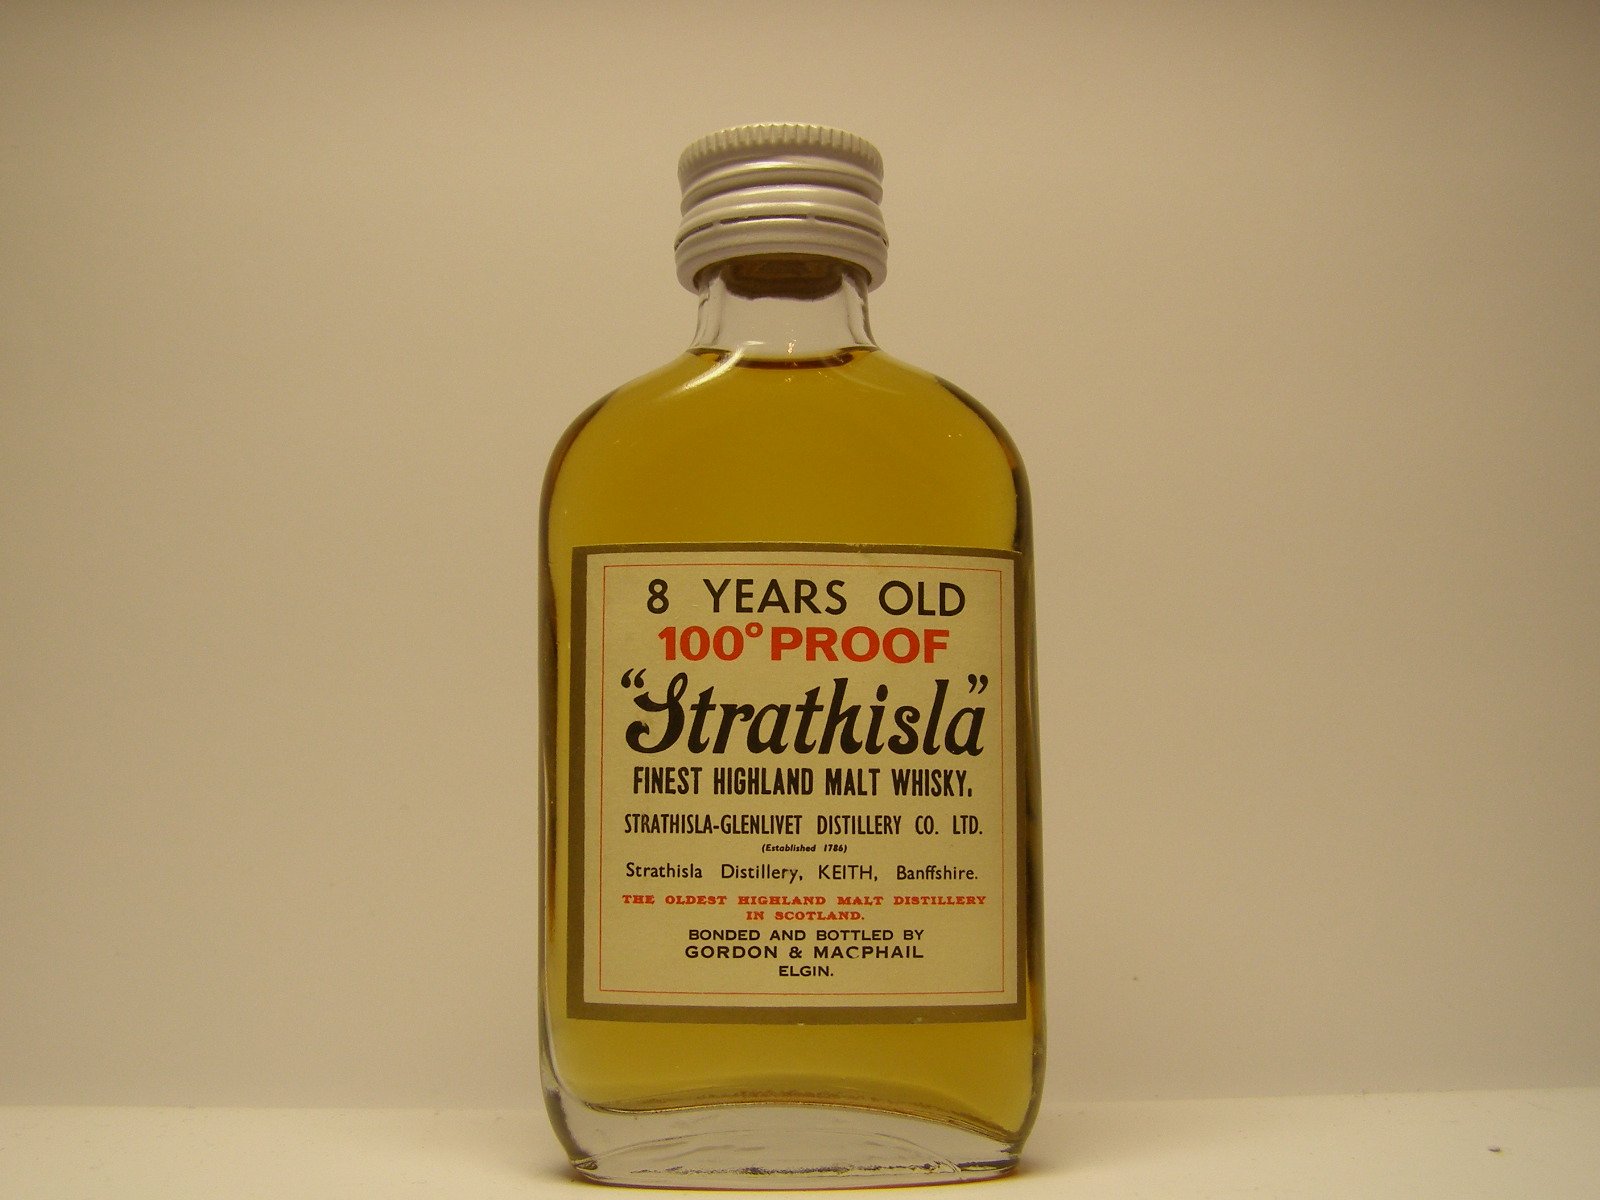 8 YEARS OLD
100° PROOF
“Strathisla”
FINEST HIGHLAND MALT WHISKY.
STRATHISLA-GLENLIVET DISTILLERY CO. LTD.
(Established 1786)
Strathisla Distillery, KEITH, Banffshire.
THE OLDEST HIGHLAND MALT DISTILLERY
IN SCOTLAND.
BONDED AND BOTTLED BY
GORDON & MACPHAIL
ELGIN.